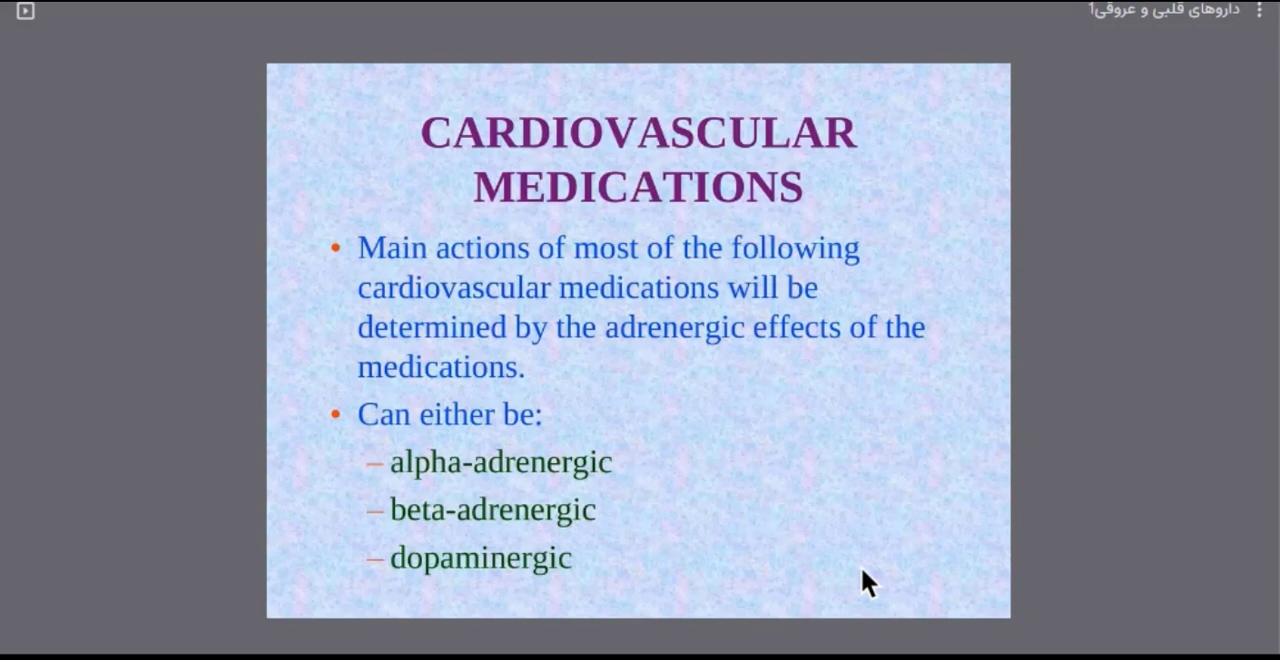 داروهای قلبی و عروقی1
CARDIOVASCULAR
MEDICATIONS
• Main actions of most of the following
cardiovascular medications will be
determined by the adrenergic effects of the
medications.
• Can either be:
– alpha-adrenergic
– beta-adrenergic
– dopaminergic